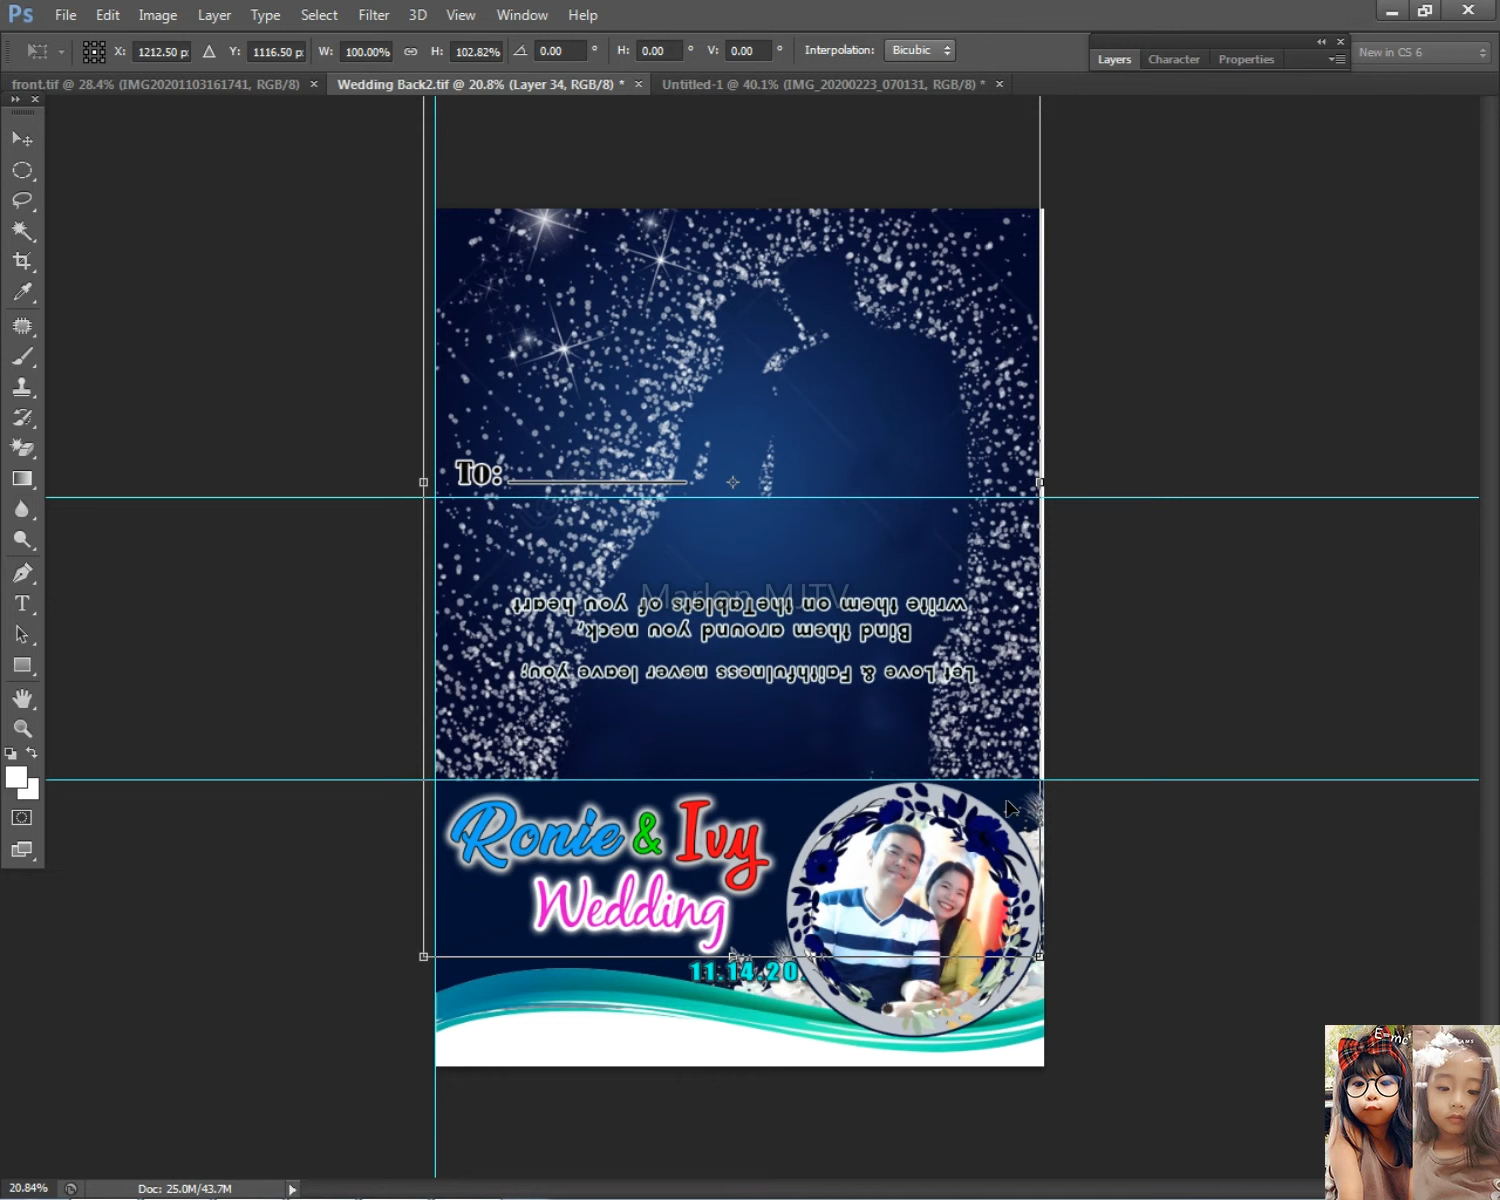 Ps File Edit Image Layer Type Select Filter 3D View Window Help
X: 1212.50 p Y: 1116.50 p W: 100.00% H: 102.82% 0.00 ° H: 0.00 ° V: 0.00 ° Interpolation: Bicubic
Layers Character Properties
New in CS 6
front.tif @ 28.4% (IMG20201103161741, RGB/8) × Wedding Back2.tif @ 20.8% (Layer 34, RGB/8) * × Untitled-1 @ 40.1% (IMG_20200223_070131, RGB/8) * ×
To:
Marlon MJTV
write them on theTablets of you heart
Bind them around you neck,
Let Love & Faithfulness never leave you;
Ronie & Ivy
Wedding
11.14.20
E=mc²
20.84% Doc: 25.0M/43.7M